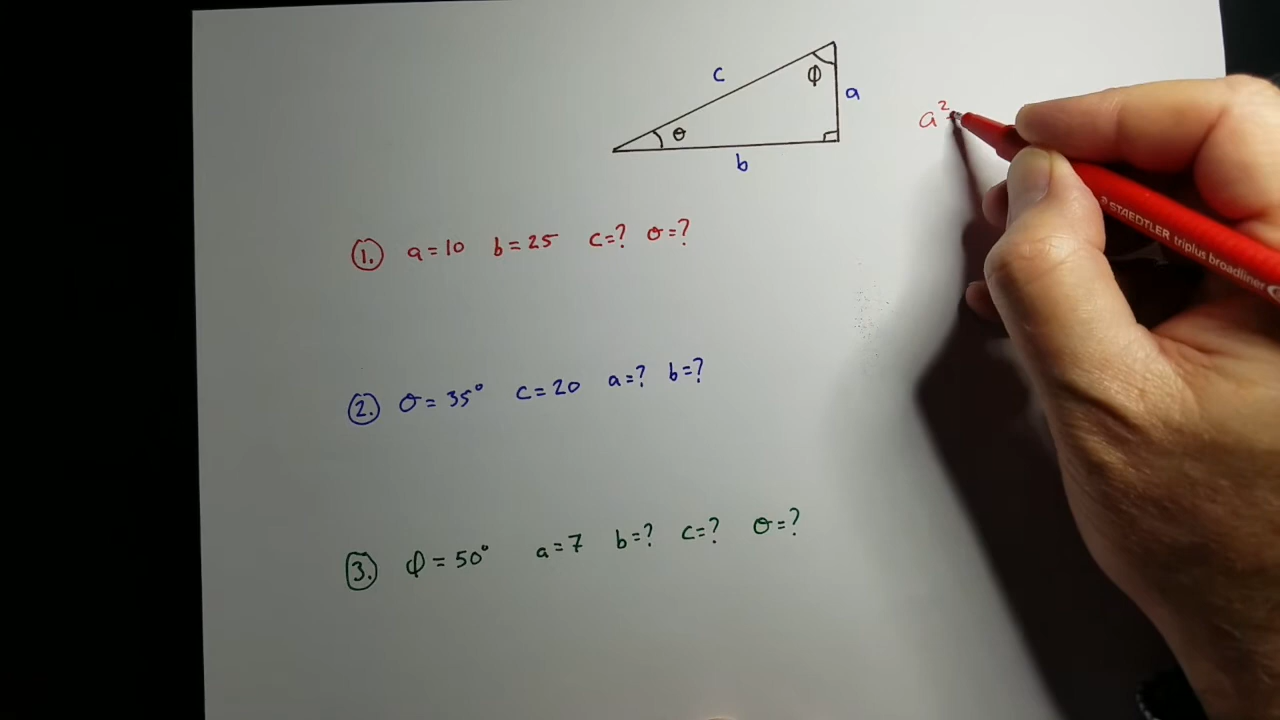 c
Φ
a
θ
b
a²
STAEDTLER triplus broadliner
1. a=10 b=25 c=? θ=?
2. θ=35° c=20 a=? b=?
3. Φ=50° a=7 b=? c=? θ=?